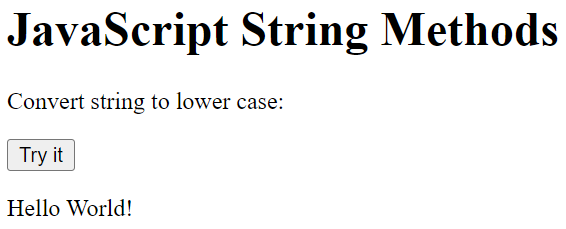 JavaScript String Methods
Convert string to lower case:
Try it
Hello World!